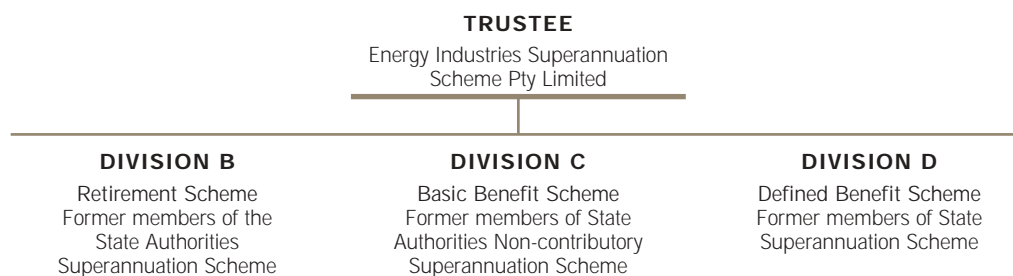 TRUSTEE
Energy Industries Superannuation
Scheme Pty Limited
DIVISION B
Retirement Scheme
Former members of the
State Authorities
Superannuation Scheme
DIVISION C
Basic Benefit Scheme
Former members of State
Authorities Non-contributory
Superannuation Scheme
DIVISION D
Defined Benefit Scheme
Former members of State
Superannuation Scheme